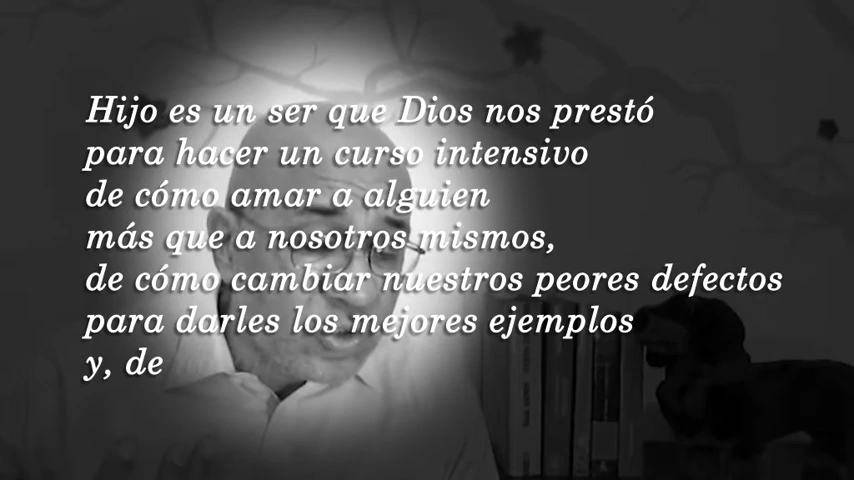 Hijo es un ser que Dios nos prestó
para hacer un curso intensivo
de cómo amar a alguien
más que a nosotros mismos,
de cómo cambiar nuestros peores defectos
para darles los mejores ejemplos
y, de